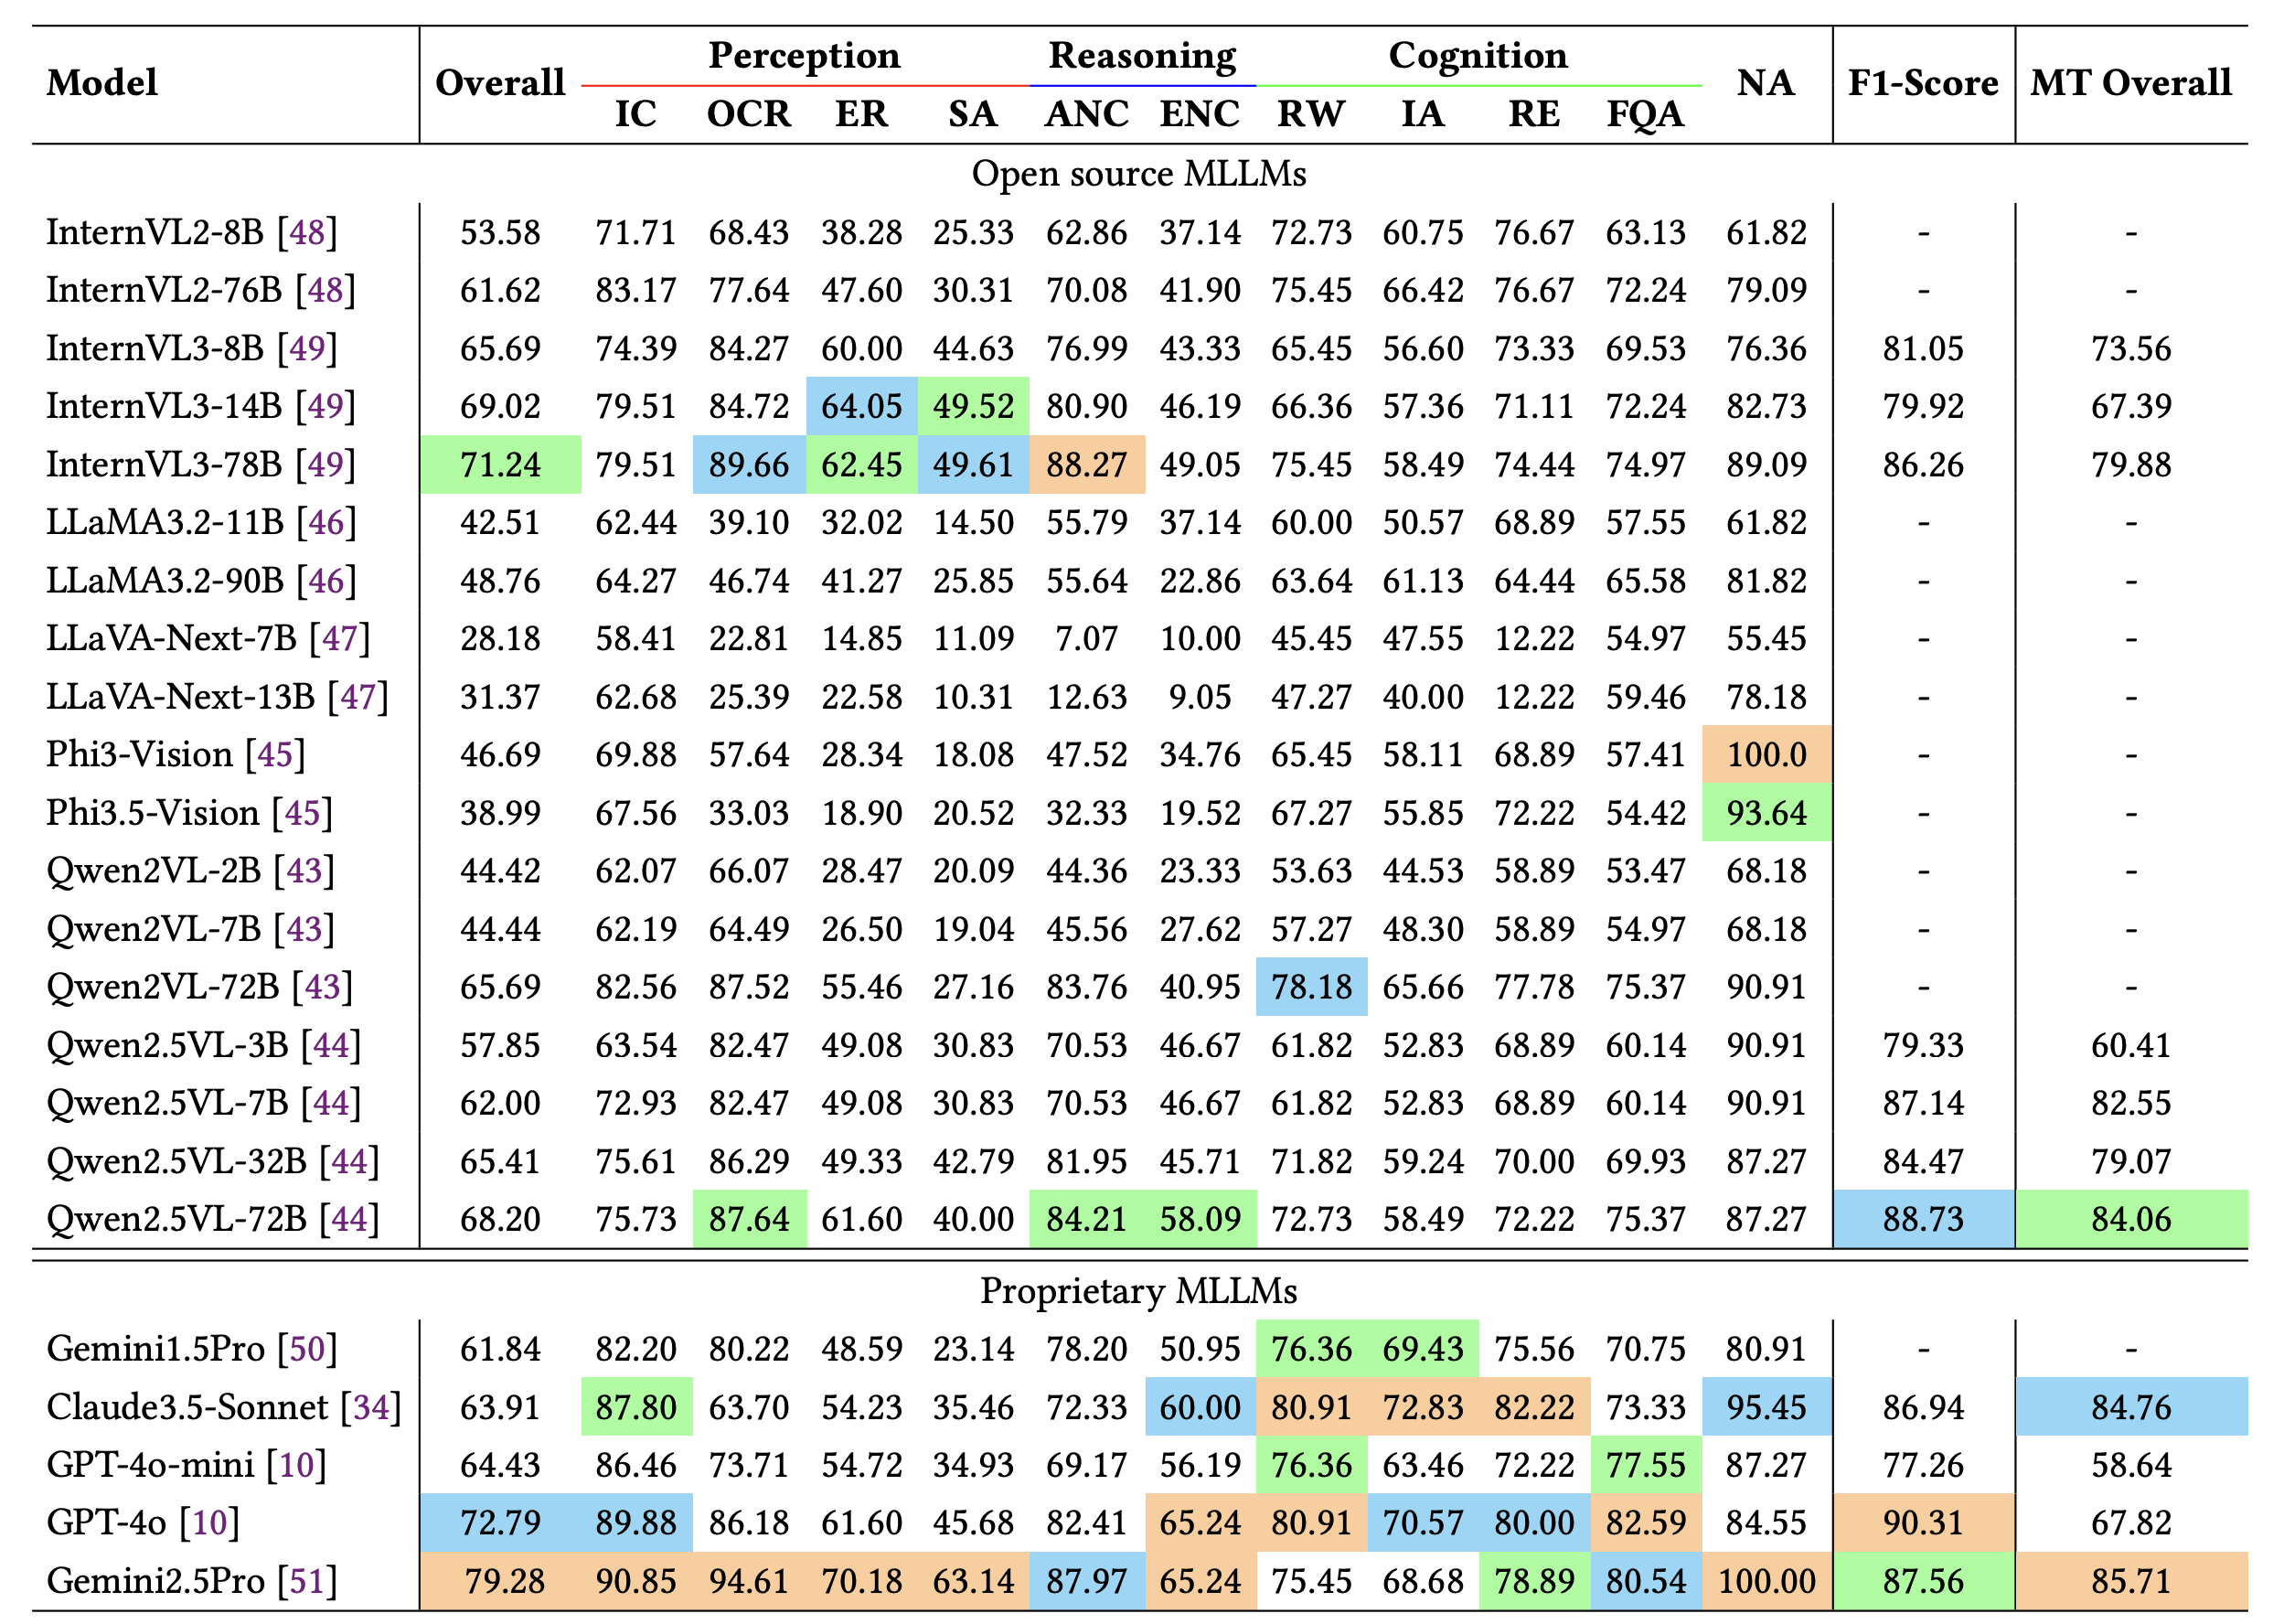 Model Overall Perception Reasoning Cognition NA F1-Score MT Overall
IC OCR ER SA ANC ENC RW IA RE FQA
Open source MLLMs
InternVL2-8B [48] 53.58 71.71 68.43 38.28 25.33 62.86 37.14 72.73 60.75 76.67 63.13 61.82 - -
InternVL2-76B [48] 61.62 83.17 77.64 47.60 30.31 70.08 41.90 75.45 66.42 76.67 72.24 79.09 - -
InternVL3-8B [49] 65.69 74.39 84.27 60.00 44.63 76.99 43.33 65.45 56.60 73.33 69.53 76.36 81.05 73.56
InternVL3-14B [49] 69.02 79.51 84.72 64.05 49.52 80.90 46.19 66.36 57.36 71.11 72.24 82.73 79.92 67.39
InternVL3-78B [49] 71.24 79.51 89.66 62.45 49.61 88.27 49.05 75.45 58.49 74.44 74.97 89.09 86.26 79.88
LLaMA3.2-11B [46] 42.51 62.44 39.10 32.02 14.50 55.79 37.14 60.00 50.57 68.89 57.55 61.82 - -
LLaMA3.2-90B [46] 48.76 64.27 46.74 41.27 25.85 55.64 22.86 63.64 61.13 64.44 65.58 81.82 - -
LLaVA-Next-7B [47] 28.18 58.41 22.81 14.85 11.09 7.07 10.00 45.45 47.55 12.22 54.97 55.45 - -
LLaVA-Next-13B [47] 31.37 62.68 25.39 22.58 10.31 12.63 9.05 47.27 40.00 12.22 59.46 78.18 - -
Phi3-Vision [45] 46.69 69.88 57.64 28.34 18.08 47.52 34.76 65.45 58.11 68.89 57.41 100.0 - -
Phi3.5-Vision [45] 38.99 67.56 33.03 18.90 20.52 32.33 19.52 67.27 55.85 72.22 54.42 93.64 - -
Qwen2VL-2B [43] 44.42 62.07 66.07 28.47 20.09 44.36 23.33 53.63 44.53 58.89 53.47 68.18 - -
Qwen2VL-7B [43] 44.44 62.19 64.49 26.50 19.04 45.56 27.62 57.27 48.30 58.89 54.97 68.18 - -
Qwen2VL-72B [43] 65.69 82.56 87.52 55.46 27.16 83.76 40.95 78.18 65.66 77.78 75.37 90.91 - -
Qwen2.5VL-3B [44] 57.85 63.54 82.47 49.08 30.83 70.53 46.67 61.82 52.83 68.89 60.14 90.91 79.33 60.41
Qwen2.5VL-7B [44] 62.00 72.93 82.47 49.08 30.83 70.53 46.67 61.82 52.83 68.89 60.14 90.91 87.14 82.55
Qwen2.5VL-32B [44] 65.41 75.61 86.29 49.33 42.79 81.95 45.71 71.82 59.24 70.00 69.93 87.27 84.47 79.07
Qwen2.5VL-72B [44] 68.20 75.73 87.64 61.60 40.00 84.21 58.09 72.73 58.49 72.22 75.37 87.27 88.73 84.06
Proprietary MLLMs
Gemini1.5Pro [50] 61.84 82.20 80.22 48.59 23.14 78.20 50.95 76.36 69.43 75.56 70.75 80.91 - -
Claude3.5-Sonnet [34] 63.91 87.80 63.70 54.23 35.46 72.33 60.00 80.91 72.83 82.22 73.33 95.45 86.94 84.76
GPT-4o-mini [10] 64.43 86.46 73.71 54.72 34.93 69.17 56.19 76.36 63.46 72.22 77.55 87.27 77.26 58.64
GPT-4o [10] 72.79 89.88 86.18 61.60 45.68 82.41 65.24 80.91 70.57 80.00 82.59 84.55 90.31 67.82
Gemini2.5Pro [51] 79.28 90.85 94.61 70.18 63.14 87.97 65.24 75.45 68.68 78.89 80.54 100.00 87.56 85.71